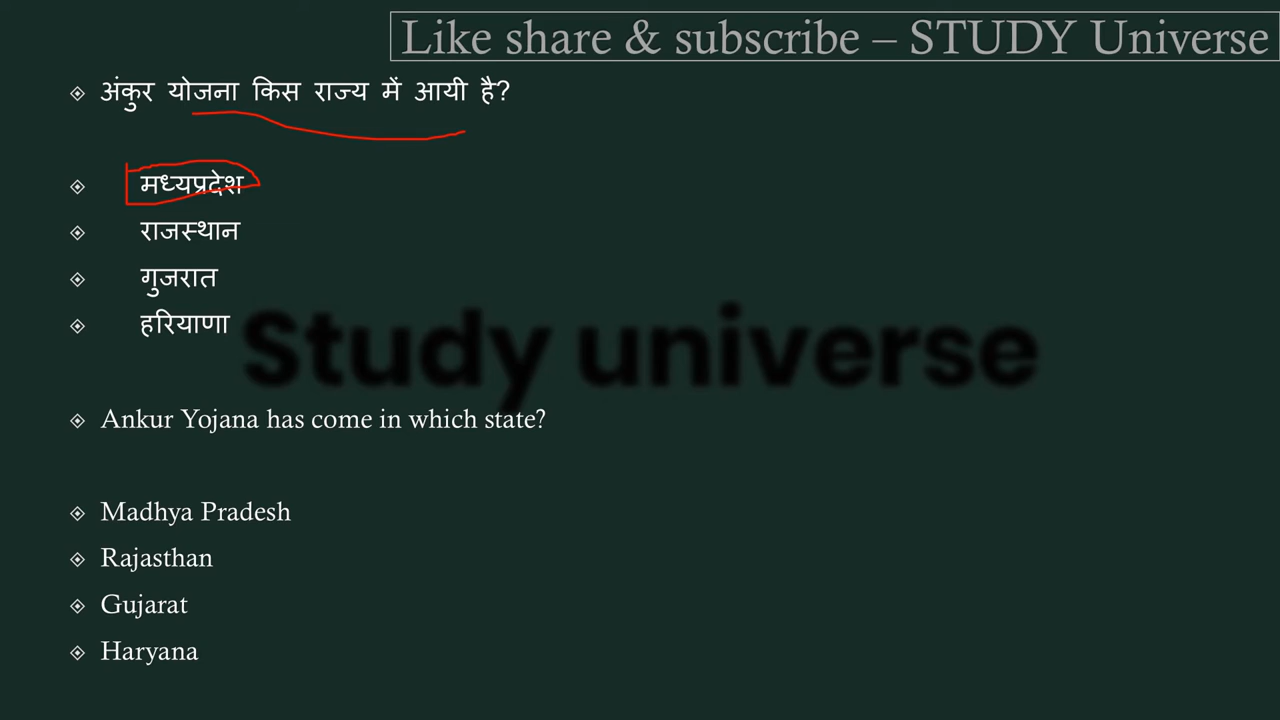 Like share & subscribe – STUDY Universe
अंकुर योजना किस राज्य में आयी है?
मध्यप्रदेश
राजस्थान
गुजरात
हरियाणा
Study universe
Ankur Yojana has come in which state?
Madhya Pradesh
Rajasthan
Gujarat
Haryana